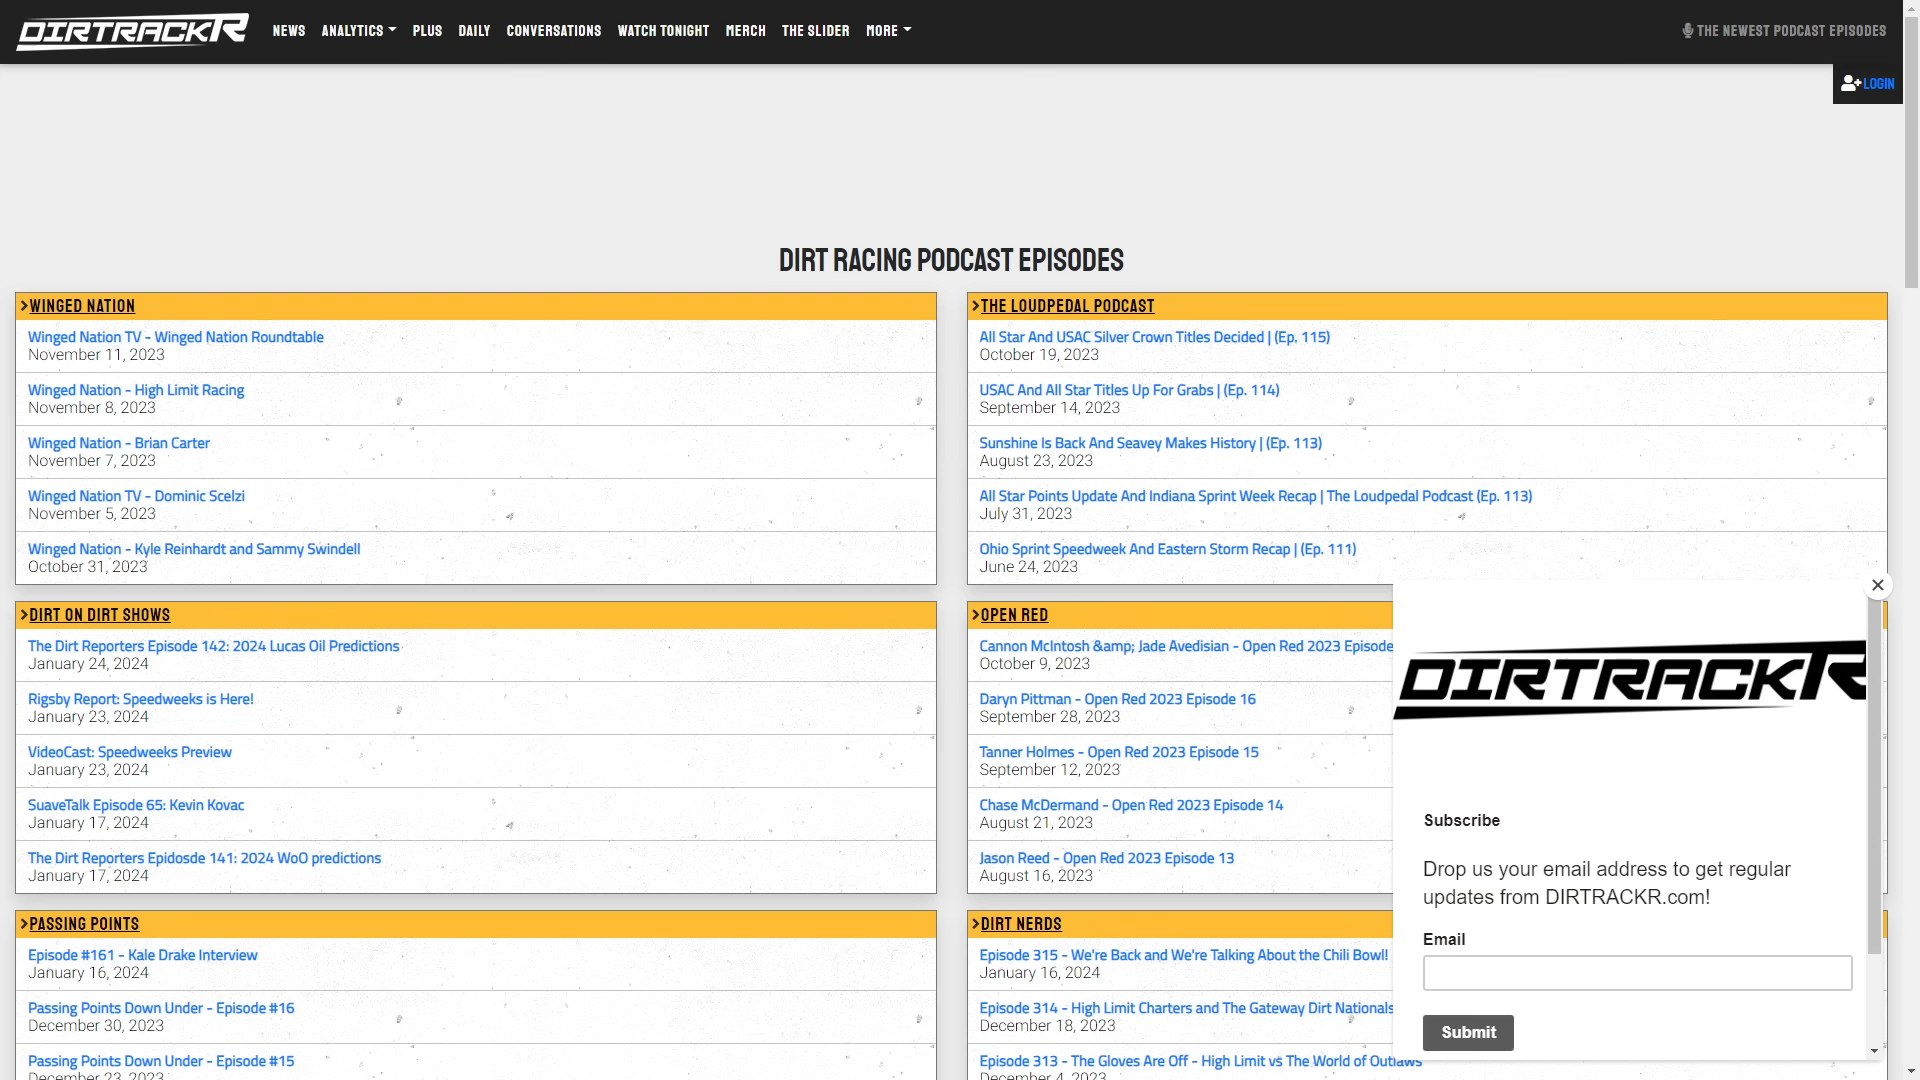 DIRTRACKR
NEWS ANALYTICS PLUS DAILY CONVERSATIONS WATCH TONIGHT MERCH THE SLIDER MORE
THE NEWEST PODCAST EPISODES
LOGIN
DIRT RACING PODCAST EPISODES
WINGED NATION
Winged Nation TV - Winged Nation Roundtable
November 11, 2023
Winged Nation - High Limit Racing
November 8, 2023
Winged Nation - Brian Carter
November 7, 2023
Winged Nation TV - Dominic Scelzi
November 5, 2023
Winged Nation - Kyle Reinhardt and Sammy Swindell
October 31, 2023
THE LOUDPEDAL PODCAST
All Star And USAC Silver Crown Titles Decided | (Ep. 115)
October 19, 2023
USAC And All Star Titles Up For Grabs | (Ep. 114)
September 14, 2023
Sunshine Is Back And Seavey Makes History | (Ep. 113)
August 23, 2023
All Star Points Update And Indiana Sprint Week Recap | The Loudpedal Podcast (Ep. 113)
July 31, 2023
Ohio Sprint Speedweek And Eastern Storm Recap | (Ep. 111)
June 24, 2023
DIRT ON DIRT SHOWS
The Dirt Reporters Episode 142: 2024 Lucas Oil Predictions
January 24, 2024
Rigsby Report: Speedweeks is Here!
January 23, 2024
VideoCast: Speedweeks Preview
January 23, 2024
SuaveTalk Episode 65: Kevin Kovac
January 17, 2024
The Dirt Reporters Epidosde 141: 2024 WoO predictions
January 17, 2024
OPEN RED
Cannon McIntosh &amp; Jade Avedisian - Open Red 2023 Episode
October 9, 2023
Daryn Pittman - Open Red 2023 Episode 16
September 28, 2023
Tanner Holmes - Open Red 2023 Episode 15
September 12, 2023
Chase McDermand - Open Red 2023 Episode 14
August 21, 2023
Jason Reed - Open Red 2023 Episode 13
August 16, 2023
PASSING POINTS
Episode #161 - Kale Drake Interview
January 16, 2024
Passing Points Down Under - Episode #16
December 30, 2023
Passing Points Down Under - Episode #15
December 23, 2023
DIRT NERDS
Episode 315 - We're Back and We're Talking About the Chili Bowl!
January 16, 2024
Episode 314 - High Limit Charters and The Gateway Dirt Nationals
December 18, 2023
Episode 313 - The Gloves Are Off - High Limit vs The World of Outlaws
December 4, 2023
DIRTRACKR
Subscribe
Drop us your email address to get regular
updates from DIRTRACKR.com!
Email
Submit